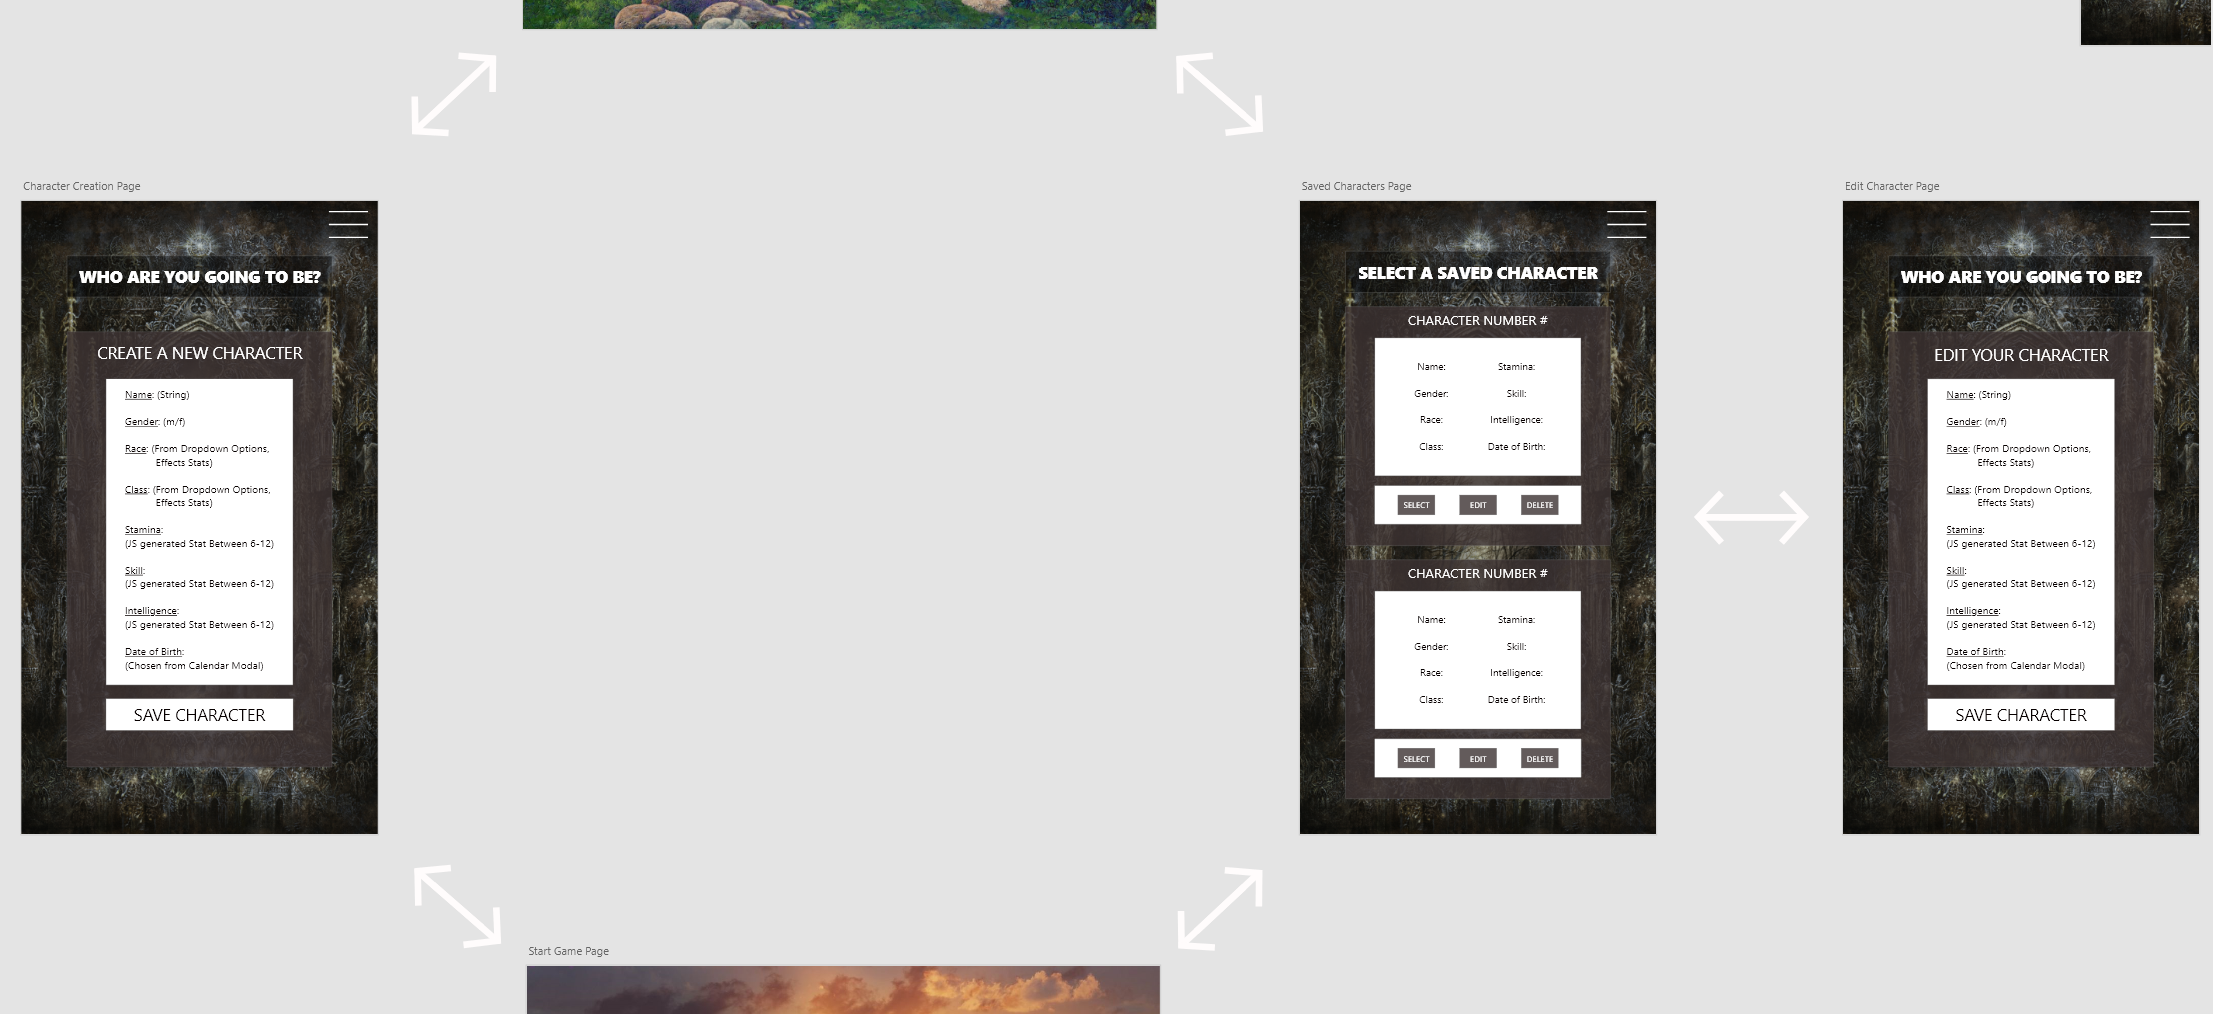 Character Creation Page
WHO ARE YOU GOING TO BE?
CREATE A NEW CHARACTER
Name: (String)
Gender: (m/f)
Race: (From Dropdown Options,
Effects Stats)
Class: (From Dropdown Options,
Effects Stats)
Stamina:
(JS generated Stat Between 6-12)
Skill:
(JS generated Stat Between 6-12)
Intelligence:
(JS generated Stat Between 6-12)
Date of Birth:
(Chosen from Calendar Modal)
SAVE CHARACTER
Saved Characters Page
SELECT A SAVED CHARACTER
CHARACTER NUMBER #
Name: Stamina:
Gender: Skill:
Race: Intelligence:
Class: Date of Birth:
SELECT EDIT DELETE
CHARACTER NUMBER #
Name: Stamina:
Gender: Skill:
Race: Intelligence:
Class: Date of Birth:
SELECT EDIT DELETE
Edit Character Page
WHO ARE YOU GOING TO BE?
EDIT YOUR CHARACTER
Name: (String)
Gender: (m/f)
Race: (From Dropdown Options,
Effects Stats)
Class: (From Dropdown Options,
Effects Stats)
Stamina:
(JS generated Stat Between 6-12)
Skill:
(JS generated Stat Between 6-12)
Intelligence:
(JS generated Stat Between 6-12)
Date of Birth:
(Chosen from Calendar Modal)
SAVE CHARACTER
Start Game Page